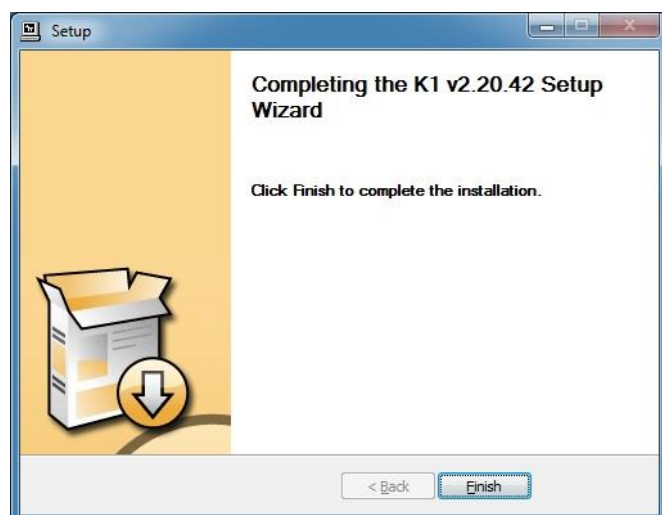 Setup
Completing the K1 v2.20.42 Setup
Wizard
Click Finish to complete the installation.
< Back
Finish